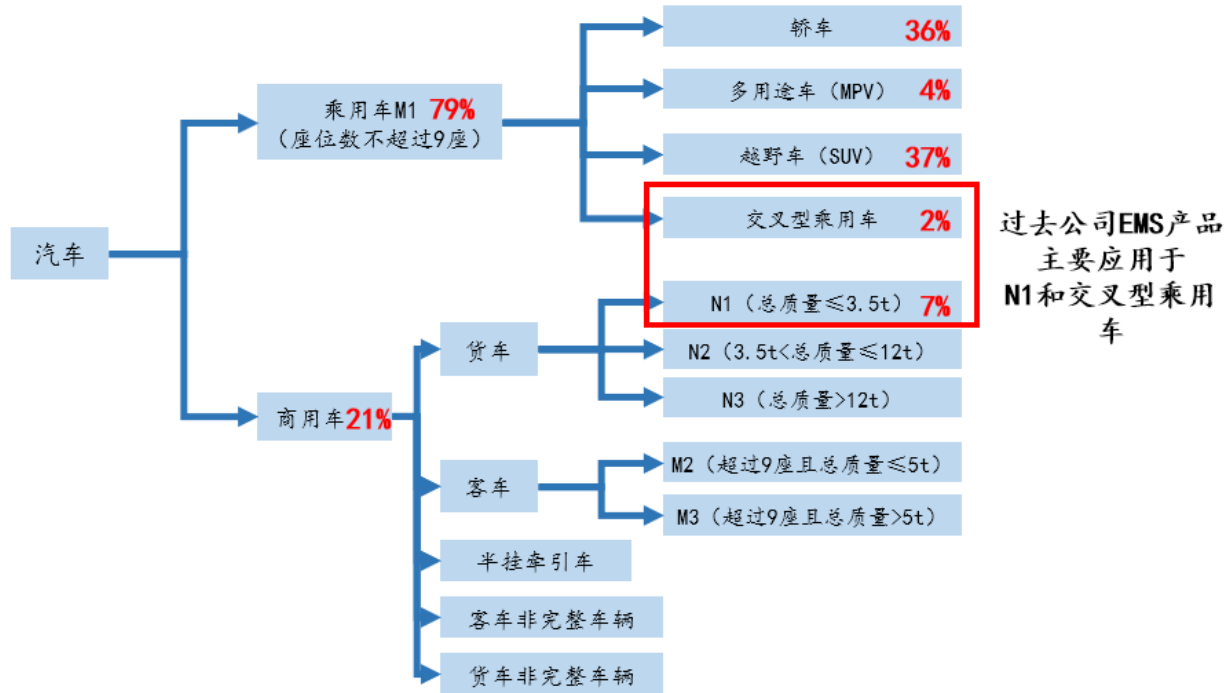 轿车 36%
多用途车（MPV） 4%
乘用车M1 79%
（座位数不超过9座）
越野车（SUV） 37%
交叉型乘用车 2%
过去公司EMS产品
主要应用于
N1和交叉型乘用
车
汽车
N1（总质量≤3.5t） 7%
货车
N2（3.5t<总质量≤12t）
N3（总质量>12t）
商用车21%
M2（超过9座且总质量≤5t）
客车
M3（超过9座且总质量>5t）
半挂牵引车
客车非完整车辆
货车非完整车辆